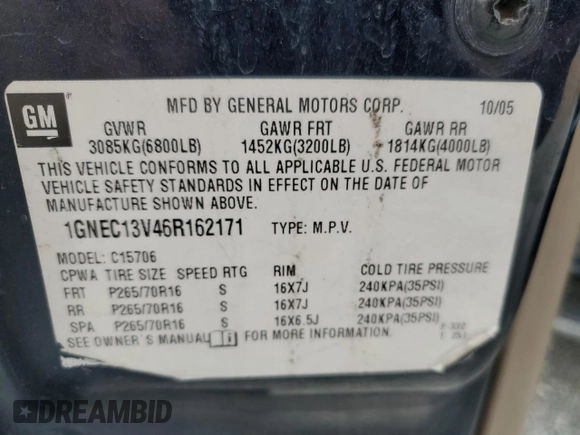 GM
MFD BY GENERAL MOTORS CORP. 10/05
GVWR GAWR FRT GAWR RR
3085KG(6800LB) 1452KG(3200LB) 1814KG(4000LB)
THIS VEHICLE CONFORMS TO ALL APPLICABLE U.S. FEDERAL MOTOR
VEHICLE SAFETY STANDARDS IN EFFECT ON THE DATE OF
MANUFACTURE SHOWN ABOVE.
1GNEC13V46R162171 TYPE: M.P.V.
MODEL: C15706
CPWA TIRE SIZE SPEED RTG RIM COLD TIRE PRESSURE
FRT P265/70R16 S 16X7J 240KPA(35PSI)
RR P265/70R16 S 16X7J 240KPA(35PSI)
SPA P265/70R16 S 16X6.5J 240KPA(35PSI)
SEE OWNER'S MANUAL FOR MORE INFORMATION.
DREAMBID